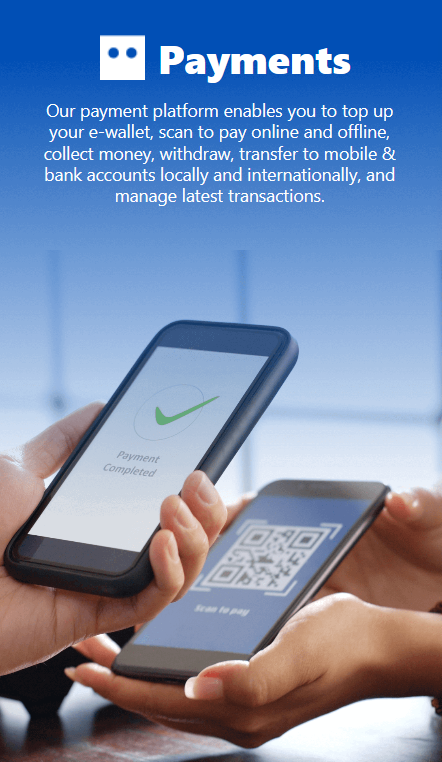 Payments
Our payment platform enables you to top up
your e-wallet, scan to pay online and offline,
collect money, withdraw, transfer to mobile &
bank accounts locally and internationally, and
manage latest transactions.
Payment
Completed
Scan to pay